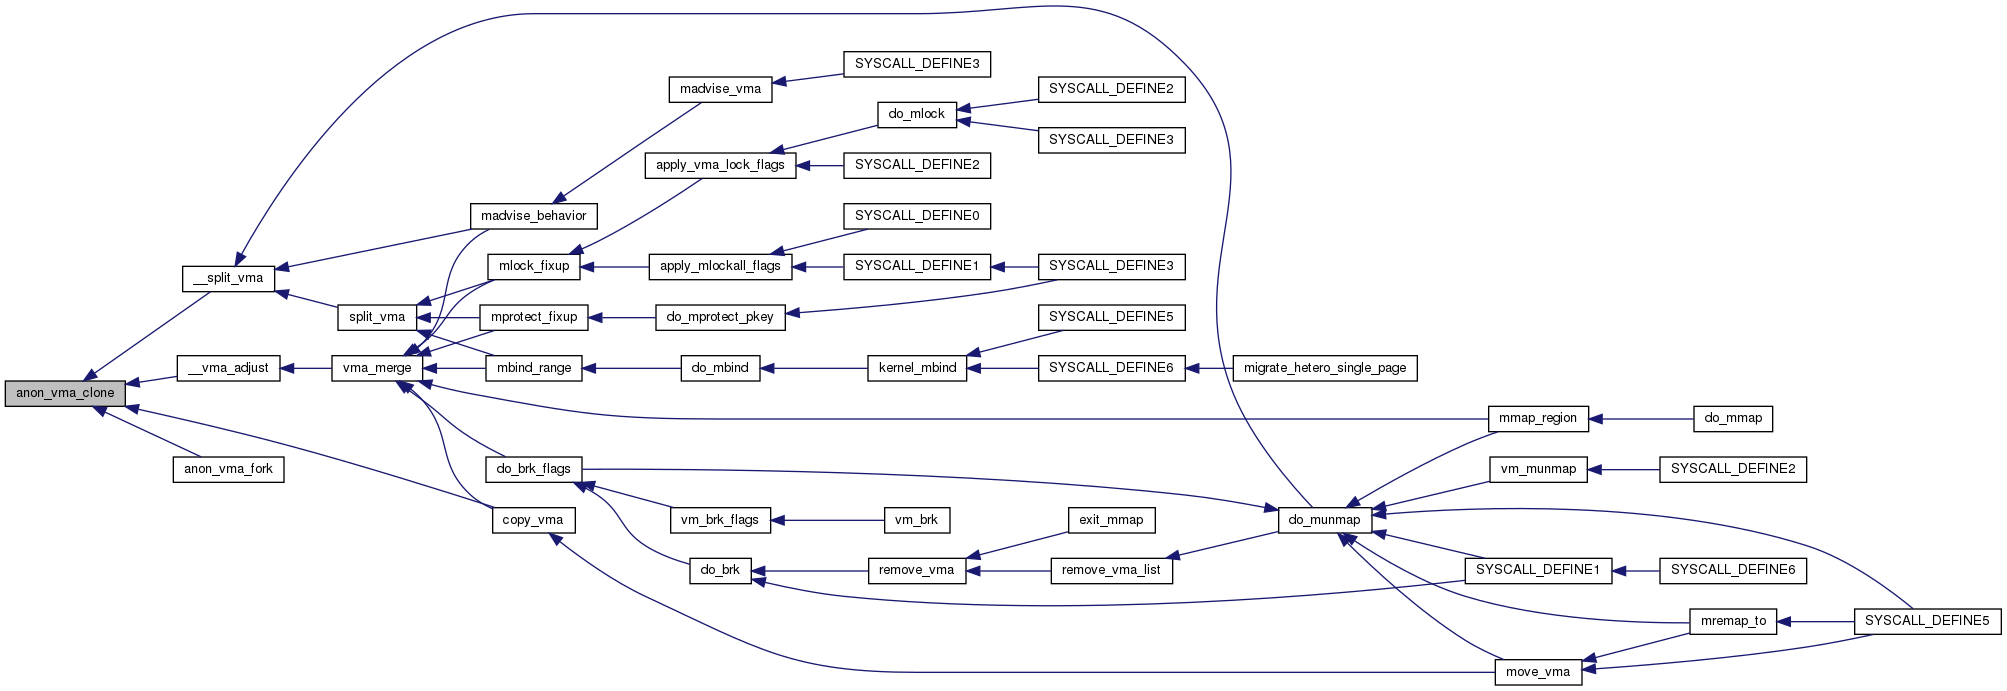 SYSCALL_DEFINE3
madvise_vma
SYSCALL_DEFINE2
do_mlock
SYSCALL_DEFINE3
apply_vma_lock_flags
SYSCALL_DEFINE2
madvise_behavior
SYSCALL_DEFINE0
__split_vma
mlock_fixup
apply_mlockall_flags
SYSCALL_DEFINE1
SYSCALL_DEFINE3
split_vma
mprotect_fixup
do_mprotect_pkey
SYSCALL_DEFINE5
__vma_adjust
vma_merge
mbind_range
do_mbind
kernel_mbind
SYSCALL_DEFINE6
migrate_hetero_single_page
anon_vma_clone
mmap_region
do_mmap
anon_vma_fork
do_brk_flags
vm_munmap
SYSCALL_DEFINE2
copy_vma
vm_brk_flags
vm_brk
exit_mmap
do_munmap
do_brk
remove_vma
remove_vma_list
SYSCALL_DEFINE1
SYSCALL_DEFINE6
mremap_to
SYSCALL_DEFINE5
move_vma